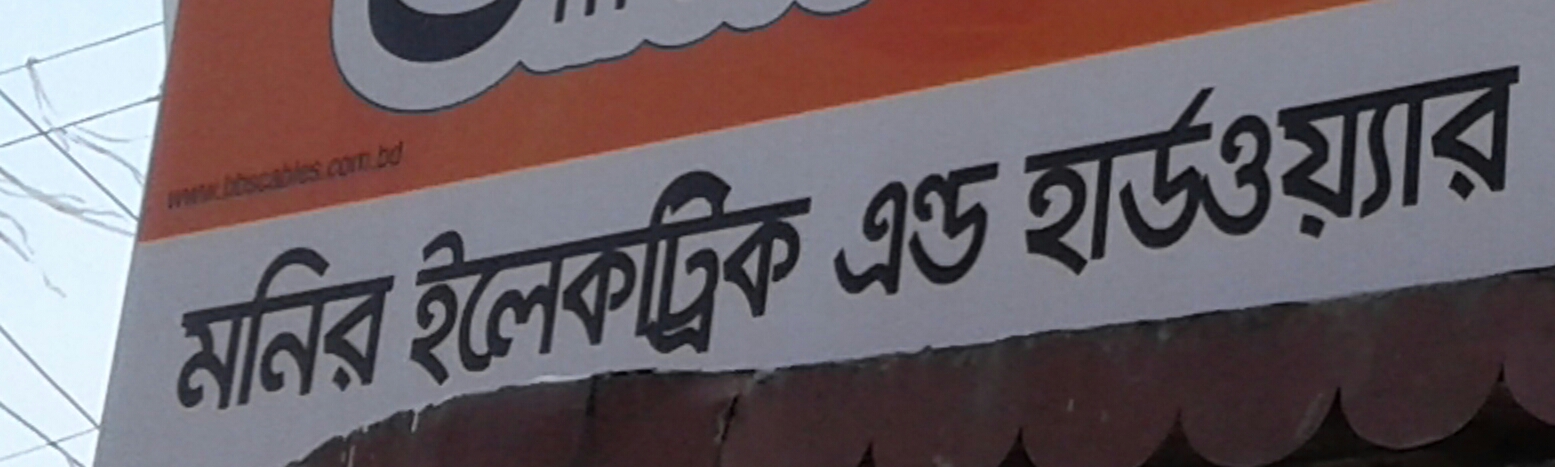 www.bbscables.com.bd
মনির ইলেকট্রিক এন্ড হার্ডওয়্যার